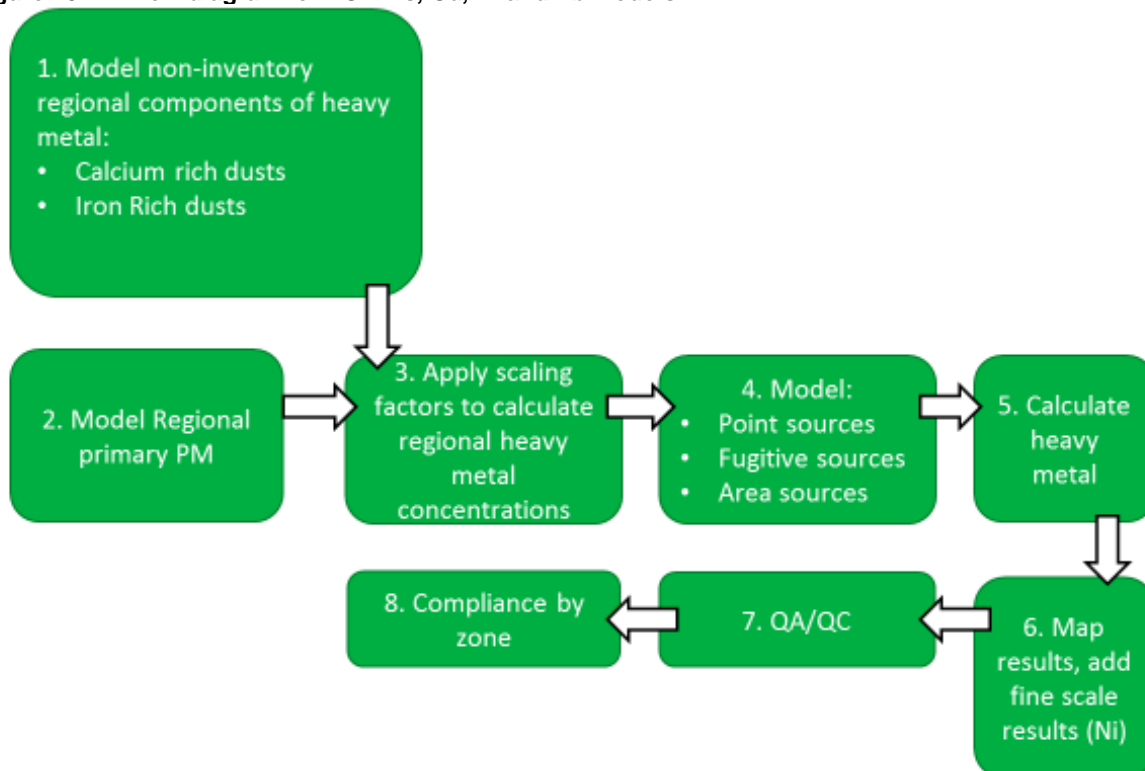 1. Model non-inventory
regional components of heavy
metal:
• Calcium rich dusts
• Iron Rich dusts
2. Model Regional
primary PM
3. Apply scaling
factors to calculate
regional heavy
metal
concentrations
4. Model:
• Point sources
• Fugitive sources
• Area sources
5. Calculate
heavy
metal
6. Map
results, add
fine scale
results (Ni)
7. QA/QC
8. Compliance by
zone